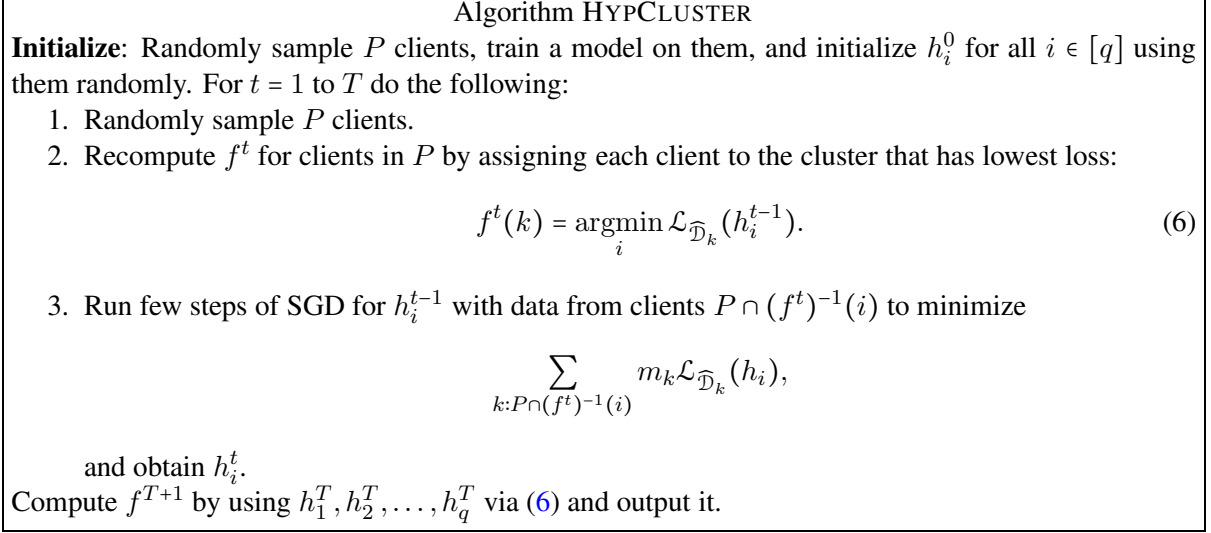 Algorithm HYPCLUSTER
Initialize: Randomly sample P clients, train a model on them, and initialize h_i^0 for all i ∈ [q] using
them randomly. For t = 1 to T do the following:
1. Randomly sample P clients.
2. Recompute f^t for clients in P by assigning each client to the cluster that has lowest loss:
f^t(k) = argmin_i ℒ_{\widehat{𝒟}_k}(h_i^{t−1}). (6)
3. Run few steps of SGD for h_i^{t−1} with data from clients P ∩ (f^t)^{−1}(i) to minimize
∑_{k:P∩(f^t)^{−1}(i)} m_k ℒ_{\widehat{𝒟}_k}(h_i),
and obtain h_i^t.
Compute f^{T+1} by using h_1^T, h_2^T, . . . , h_q^T via (6) and output it.